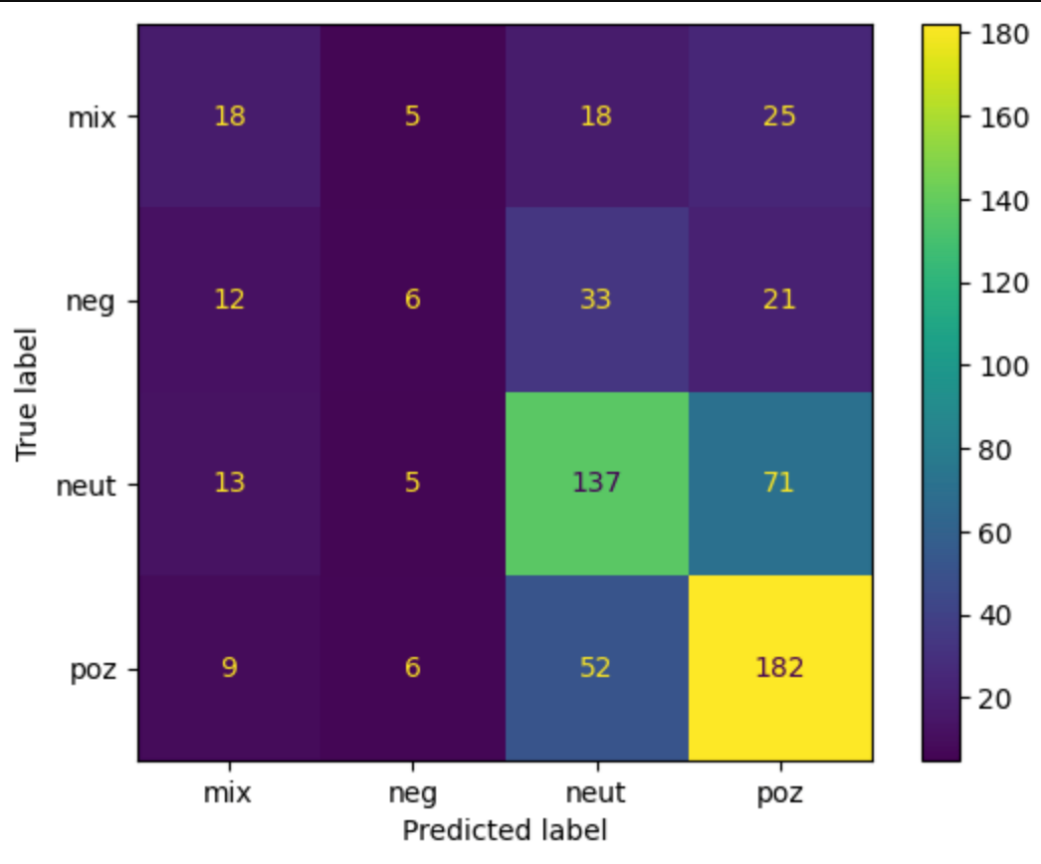 180
mix 18 5 18 25
160
140
neg 12 6 33 21
120
100
True label
80
neut 13 5 137 71
60
40
poz 9 6 52 182
20
mix neg neut poz
Predicted label